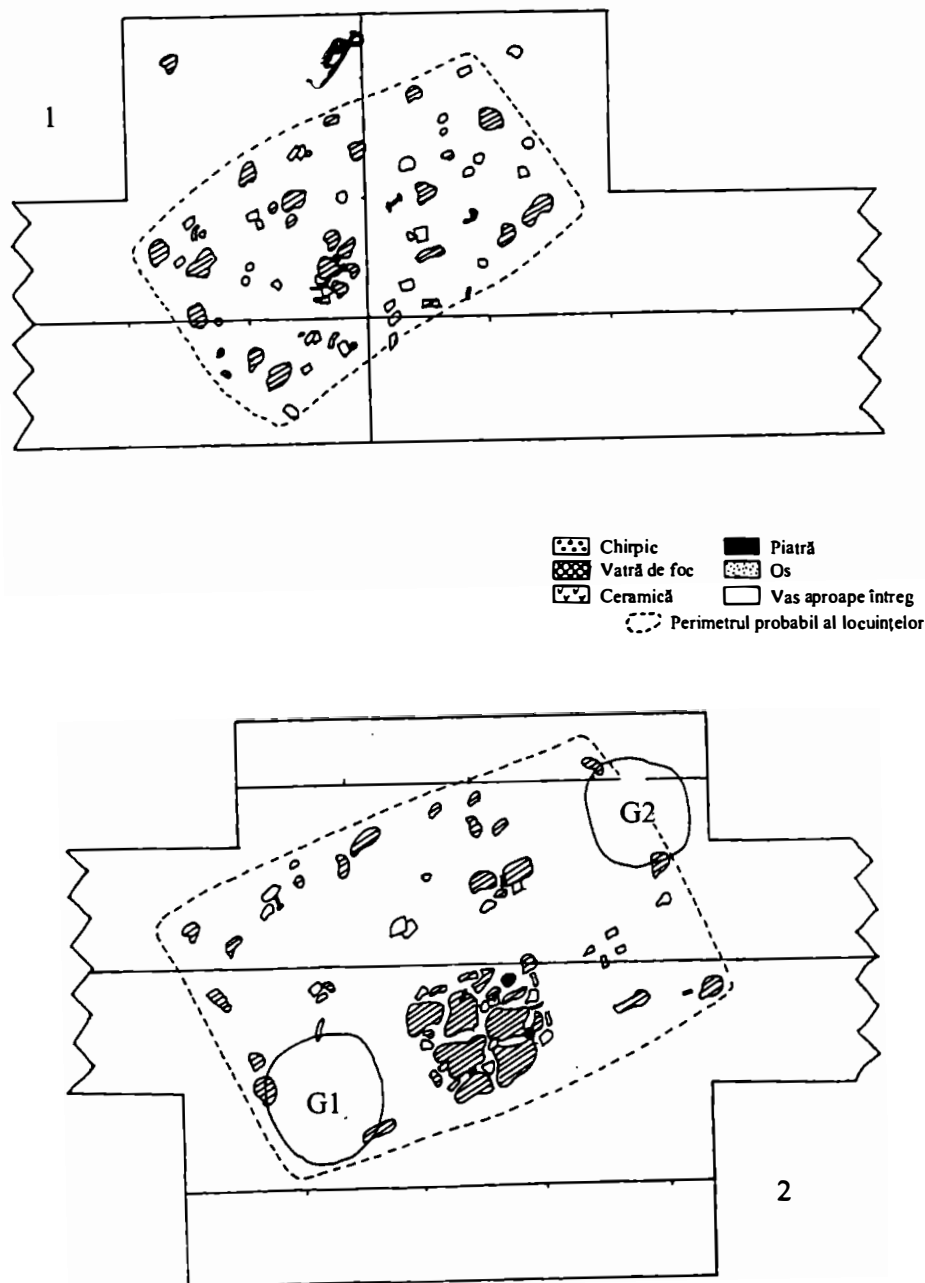 1
Chirpic
Piatră
Vatră de foc
Os
Ceramică
Vas aproape întreg
Perimetrul probabil al locuințelor
G2
G1
2